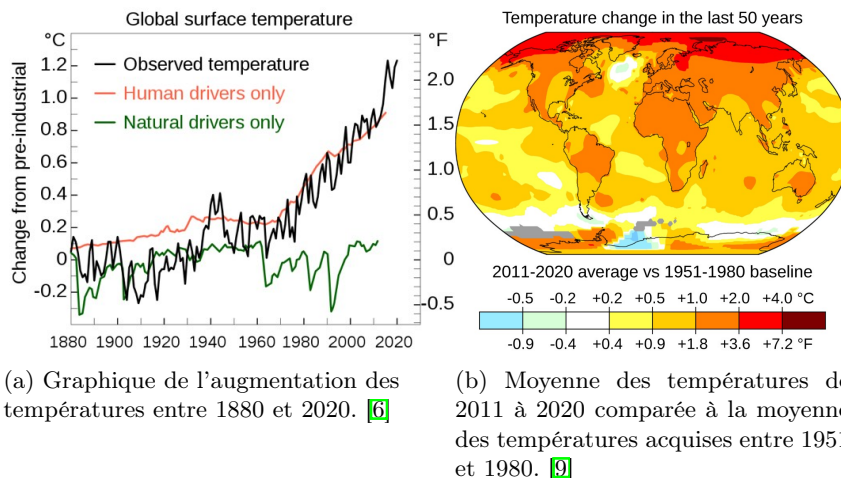 Global surface temperature
°C
°F
Observed temperature
Human drivers only
Natural drivers only
Change from pre-industrial
1.2
1.0
0.8
0.6
0.4
0.2
0
-0.2
2.0
1.5
1.0
0.5
0
-0.5
1880 1900 1920 1940 1960 1980 2000 2020
(a) Graphique de l'augmentation des
températures entre 1880 et 2020. [6]
Temperature change in the last 50 years
2011-2020 average vs 1951-1980 baseline
-0.5 -0.2 +0.2 +0.5 +1.0 +2.0 +4.0 °C
-0.9 -0.4 +0.4 +0.9 +1.8 +3.6 +7.2 °F
(b) Moyenne des températures de
2011 à 2020 comparée à la moyenne
des températures acquises entre 1951
et 1980. [9]